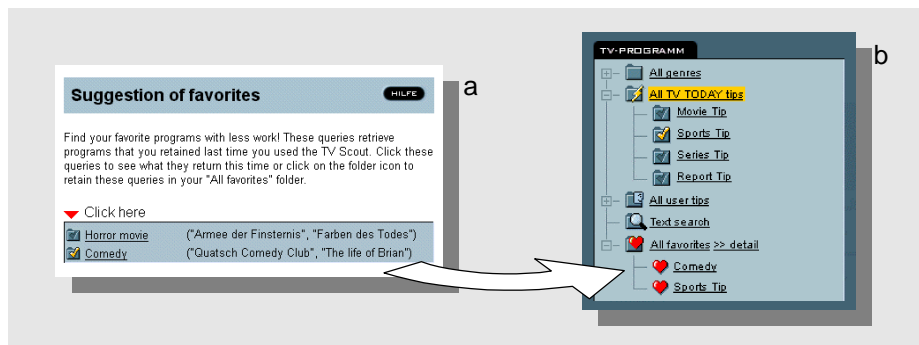 Suggestion of favorites
HILFE
a
Find your favorite programs with less work! These queries retrieve
programs that you retained last time you used the TV Scout. Click these
queries to see what they return this time or click on the folder icon to
retain these queries in your "All favorites" folder.
Click here
Horror movie ("Armee der Finsternis", "Farben des Todes")
Comedy ("Quatsch Comedy Club", "The life of Brian")
b
TV-PROGRAMM
All genres
All TV TODAY tips
Movie Tip
Sports Tip
Series Tip
Report Tip
All user tips
Text search
All favorites >> detail
Comedy
Sports Tip